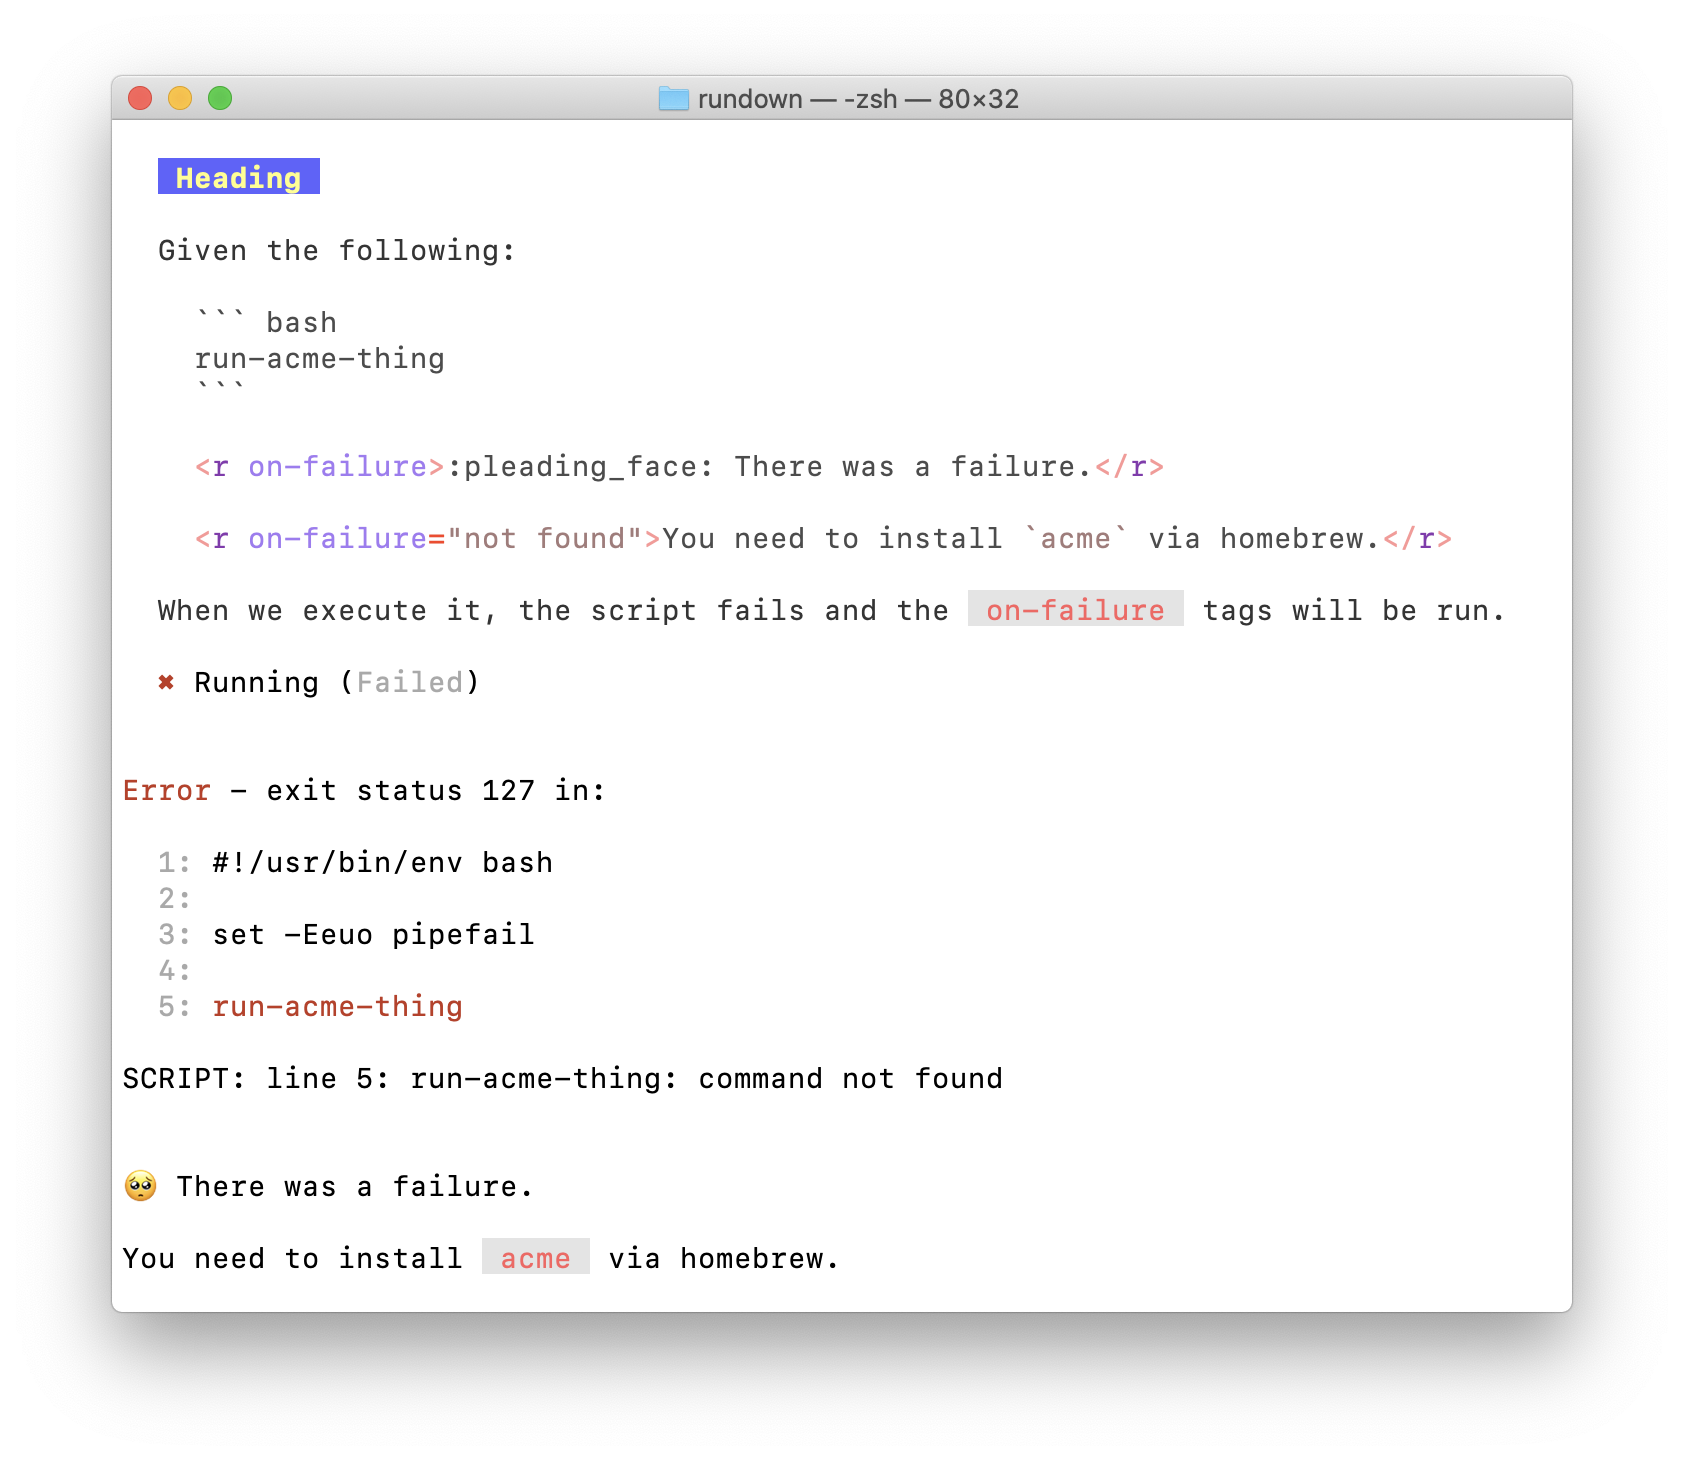 rundown — -zsh — 80×32
Heading
Given the following:
``` bash
run-acme-thing
```
<r on-failure>:pleading_face: There was a failure.</r>
<r on-failure="not found">You need to install `acme` via homebrew.</r>
When we execute it, the script fails and the on-failure tags will be run.
✖ Running (Failed)
Error - exit status 127 in:
1: #!/usr/bin/env bash
2:
3: set -Eeuo pipefail
4:
5: run-acme-thing
SCRIPT: line 5: run-acme-thing: command not found
🥺 There was a failure.
You need to install acme via homebrew.